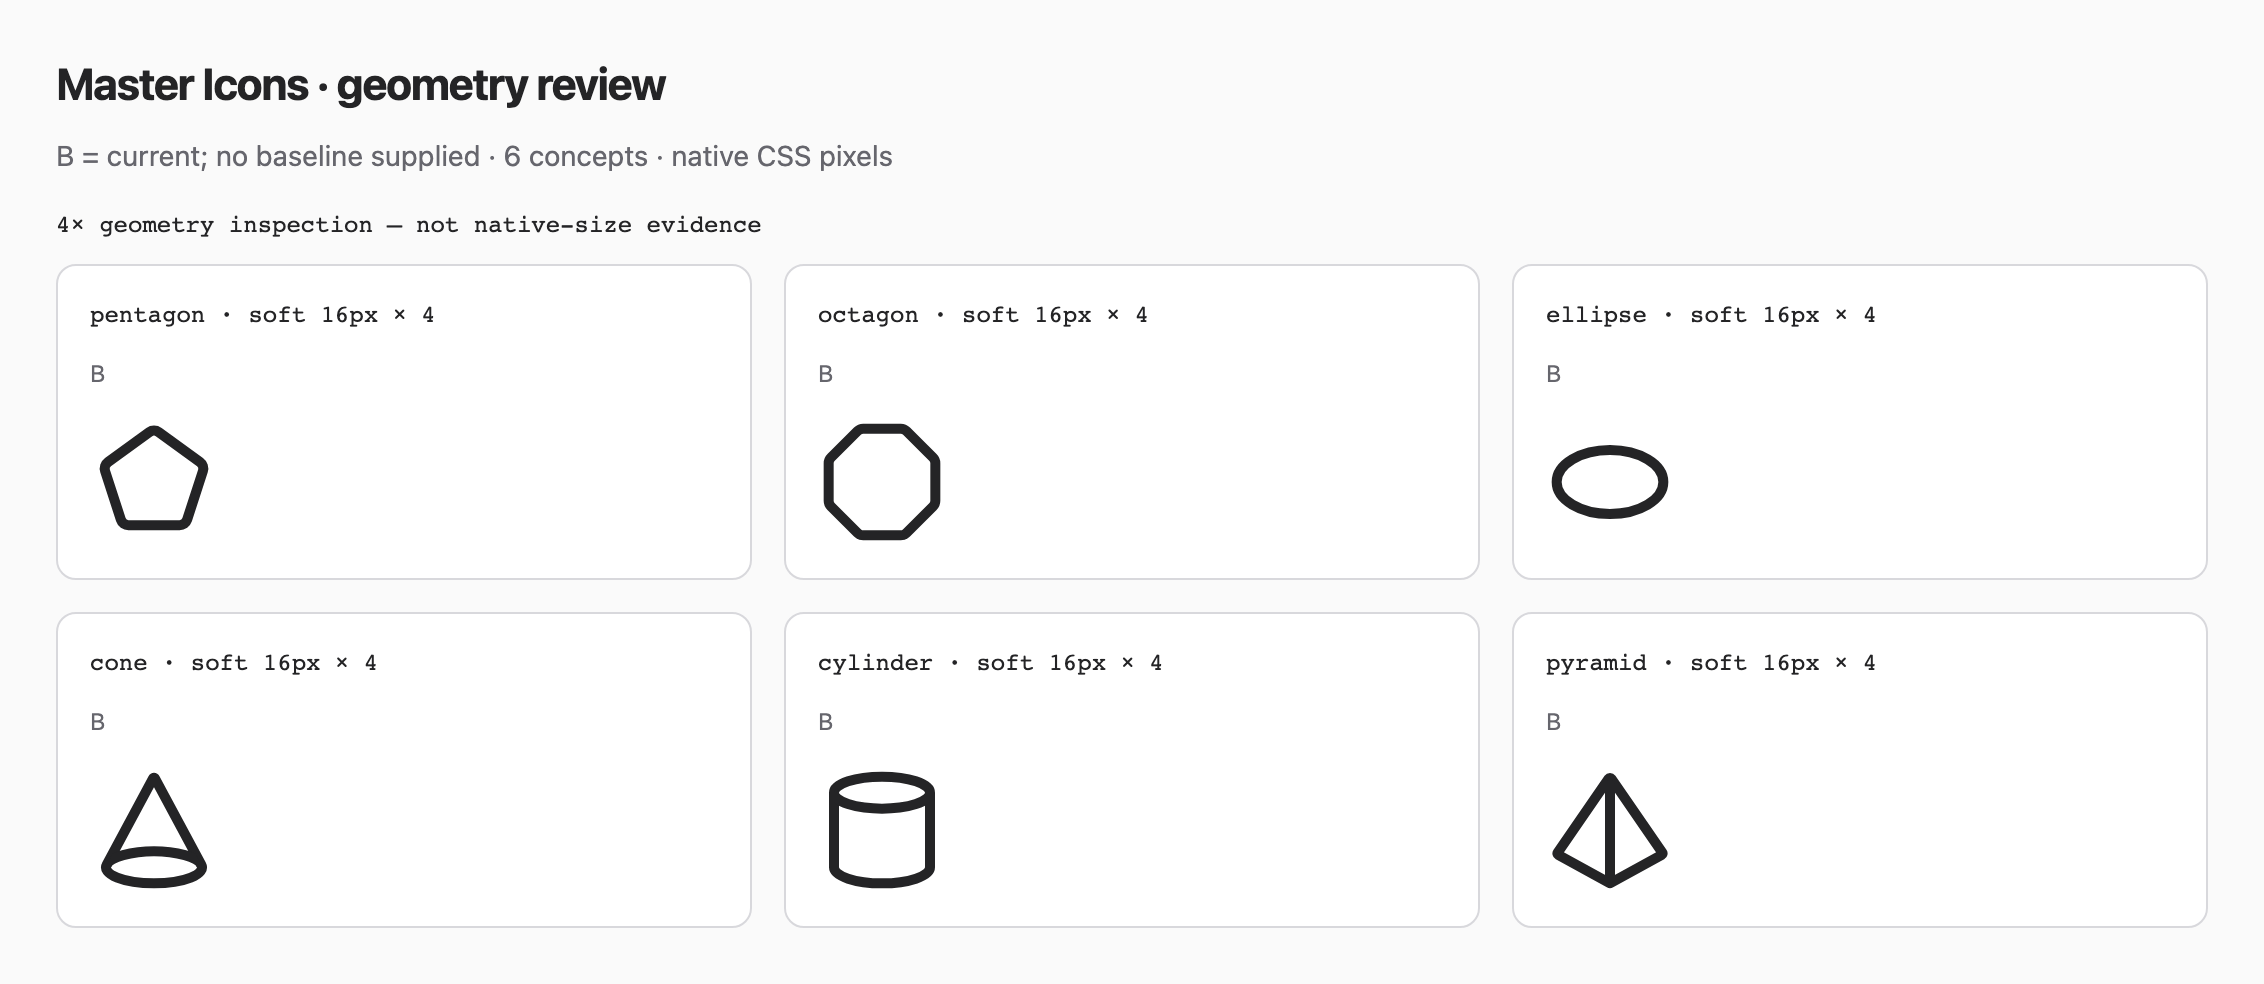 Master Icons · geometry review
B = current; no baseline supplied · 6 concepts · native CSS pixels
4× geometry inspection — not native-size evidence
pentagon · soft 16px × 4
B
octagon · soft 16px × 4
B
ellipse · soft 16px × 4
B
cone · soft 16px × 4
B
cylinder · soft 16px × 4
B
pyramid · soft 16px × 4
B